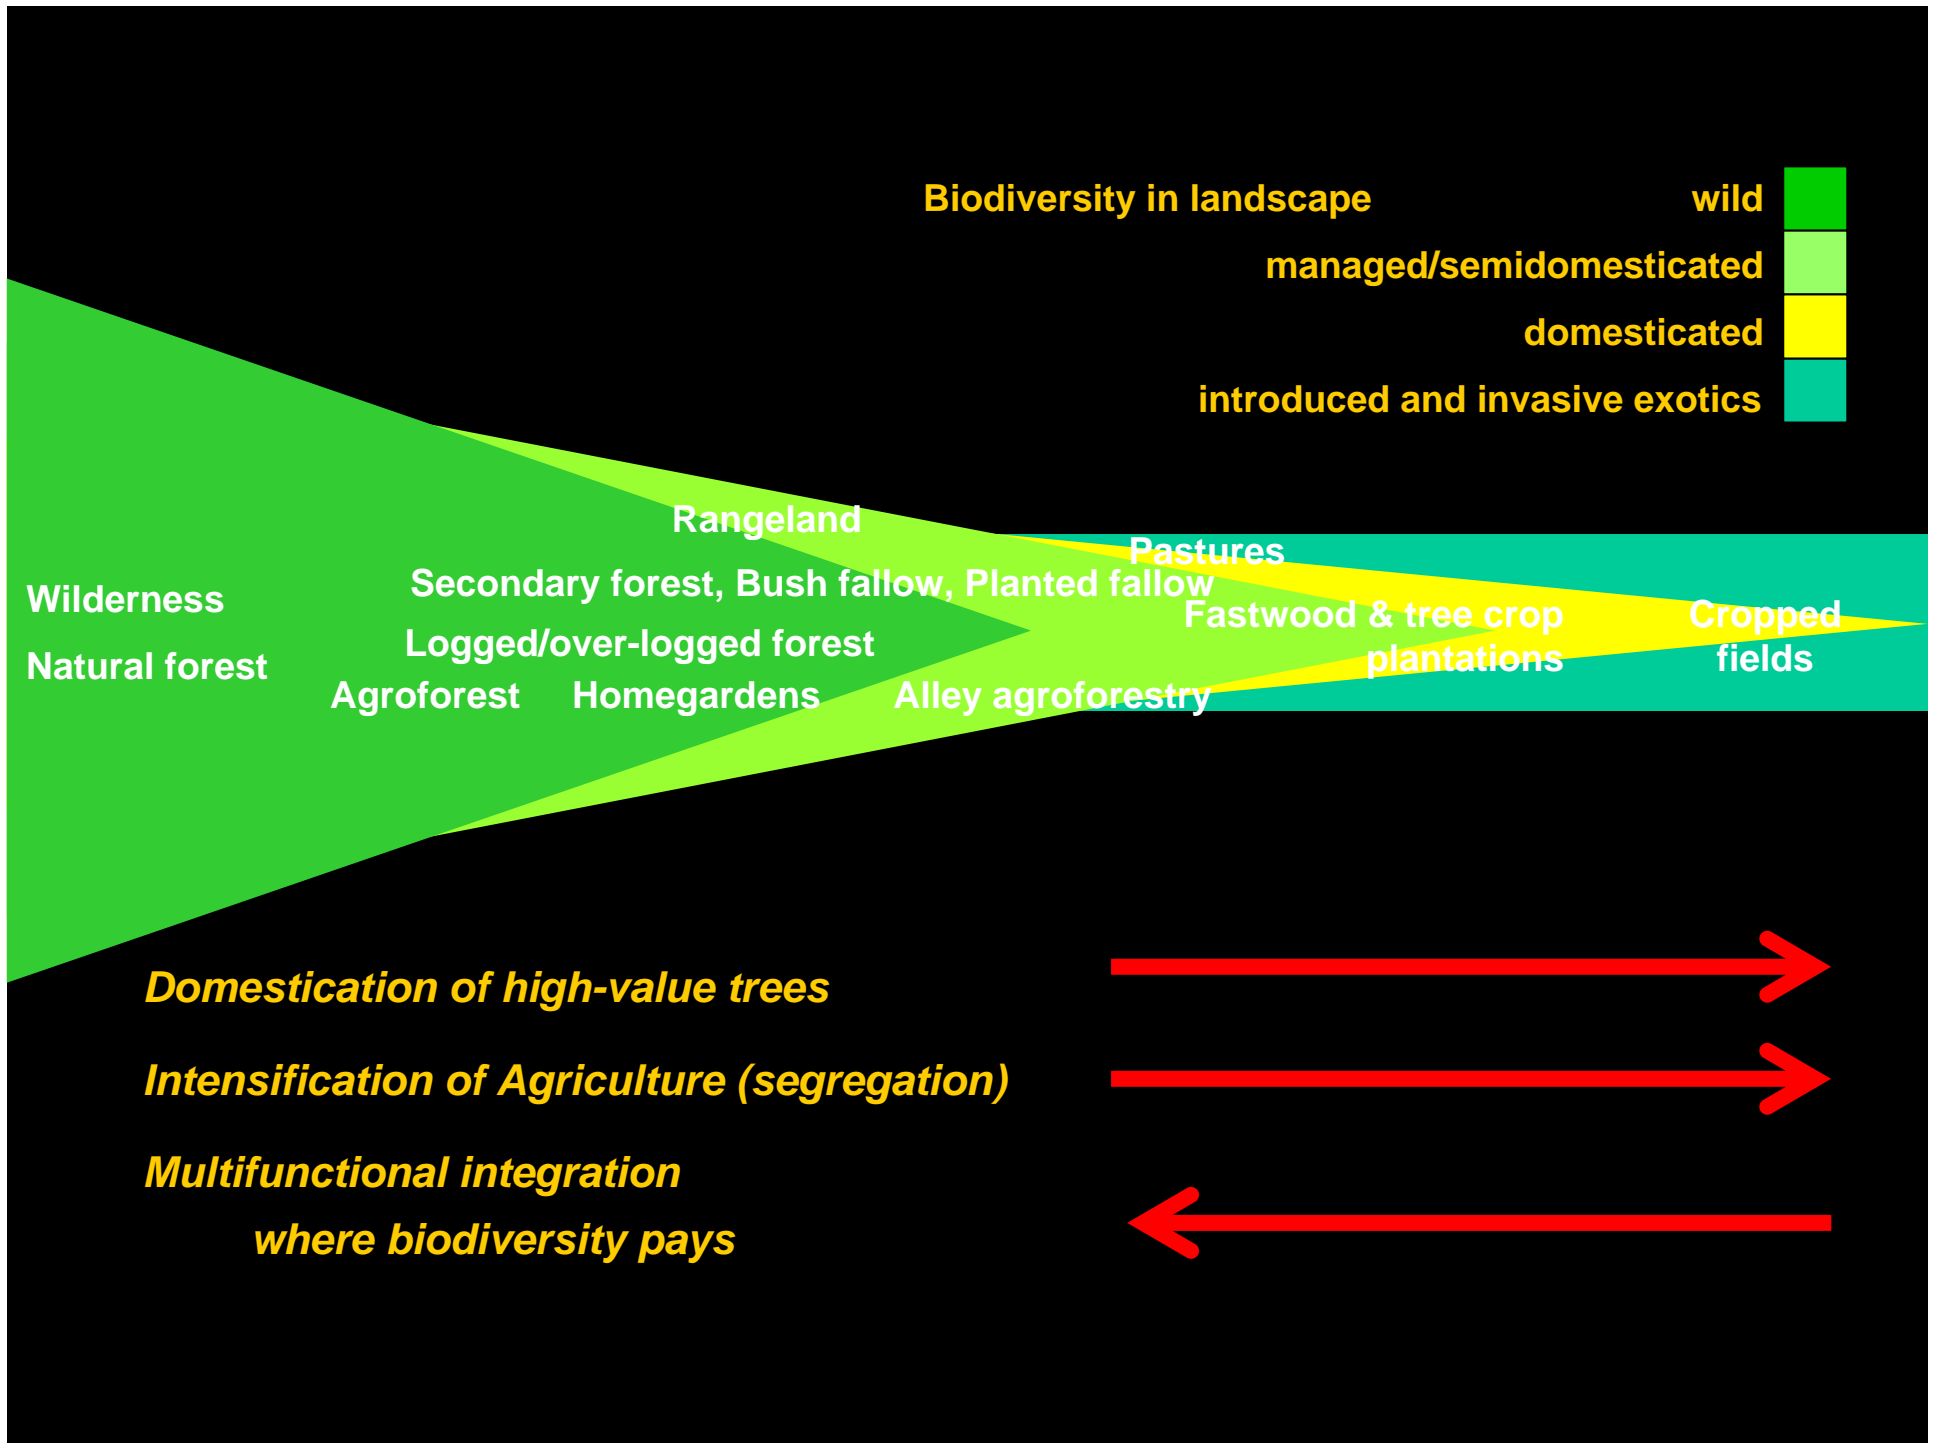 Biodiversity in landscape wild
managed/semidomesticated
domesticated
introduced and invasive exotics
Rangeland
Pastures
Secondary forest, Bush fallow, Planted fallow
Wilderness
Fastwood & tree crop
plantations
Cropped
fields
Logged/over-logged forest
Natural forest
Agroforest Homegardens Alley agroforestry
Domestication of high-value trees
Intensification of Agriculture (segregation)
Multifunctional integration
where biodiversity pays